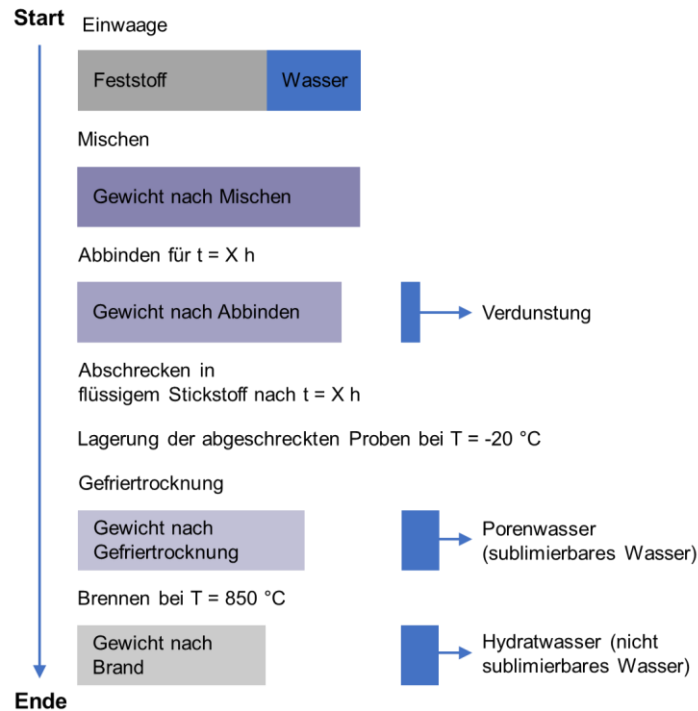 Start
Einwaage
Feststoff
Wasser
Mischen
Gewicht nach Mischen
Abbinden für t = X h
Gewicht nach Abbinden
Verdunstung
Abschrecken in
flüssigem Stickstoff nach t = X h
Lagerung der abgeschreckten Proben bei T = -20 °C
Gefriertrocknung
Gewicht nach
Gefriertrocknung
Porenwasser
(sublimierbares Wasser)
Brennen bei T = 850 °C
Gewicht nach
Brand
Hydratwasser (nicht
sublimierbares Wasser)
Ende